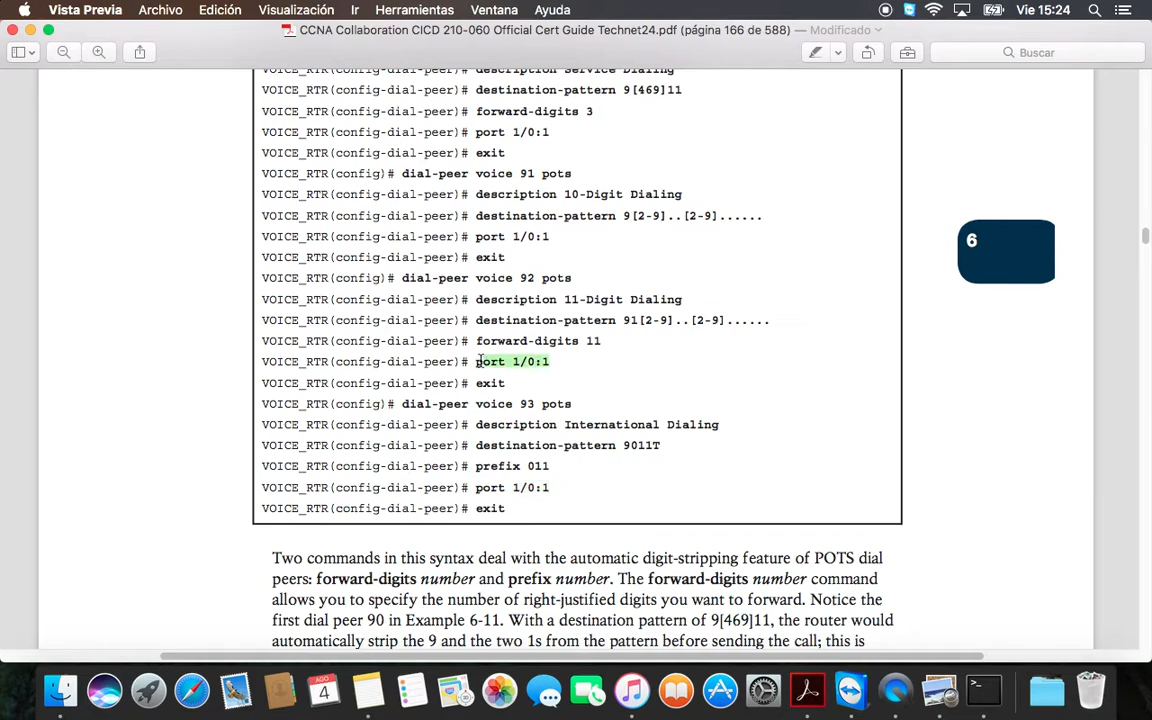 Vista Previa Archivo Edición Visualización Ir Herramientas Ventana Ayuda Vie 15:24
CCNA Collaboration CICD 210-060 Official Cert Guide Technet24.pdf (página 166 de 588) — Modificado
Buscar
VOICE_RTR(config-dial-peer)# description Service Dialing
VOICE_RTR(config-dial-peer)# destination-pattern 9[469]11
VOICE_RTR(config-dial-peer)# forward-digits 3
VOICE_RTR(config-dial-peer)# port 1/0:1
VOICE_RTR(config-dial-peer)# exit
VOICE_RTR(config)# dial-peer voice 91 pots
VOICE_RTR(config-dial-peer)# description 10-Digit Dialing
VOICE_RTR(config-dial-peer)# destination-pattern 9[2-9]..[2-9]......
VOICE_RTR(config-dial-peer)# port 1/0:1
VOICE_RTR(config-dial-peer)# exit
VOICE_RTR(config)# dial-peer voice 92 pots
VOICE_RTR(config-dial-peer)# description 11-Digit Dialing
VOICE_RTR(config-dial-peer)# destination-pattern 91[2-9]..[2-9]......
VOICE_RTR(config-dial-peer)# forward-digits 11
VOICE_RTR(config-dial-peer)# port 1/0:1
VOICE_RTR(config-dial-peer)# exit
VOICE_RTR(config)# dial-peer voice 93 pots
VOICE_RTR(config-dial-peer)# description International Dialing
VOICE_RTR(config-dial-peer)# destination-pattern 9011T
VOICE_RTR(config-dial-peer)# prefix 011
VOICE_RTR(config-dial-peer)# port 1/0:1
VOICE_RTR(config-dial-peer)# exit
6
Two commands in this syntax deal with the automatic digit-stripping feature of POTS dial
peers: forward-digits number and prefix number. The forward-digits number command
allows you to specify the number of right-justified digits you want to forward. Notice the
first dial peer 90 in Example 6-11. With a destination pattern of 9[469]11, the router would
automatically strip the 9 and the two 1s from the pattern before sending the call; this is
AGO
4